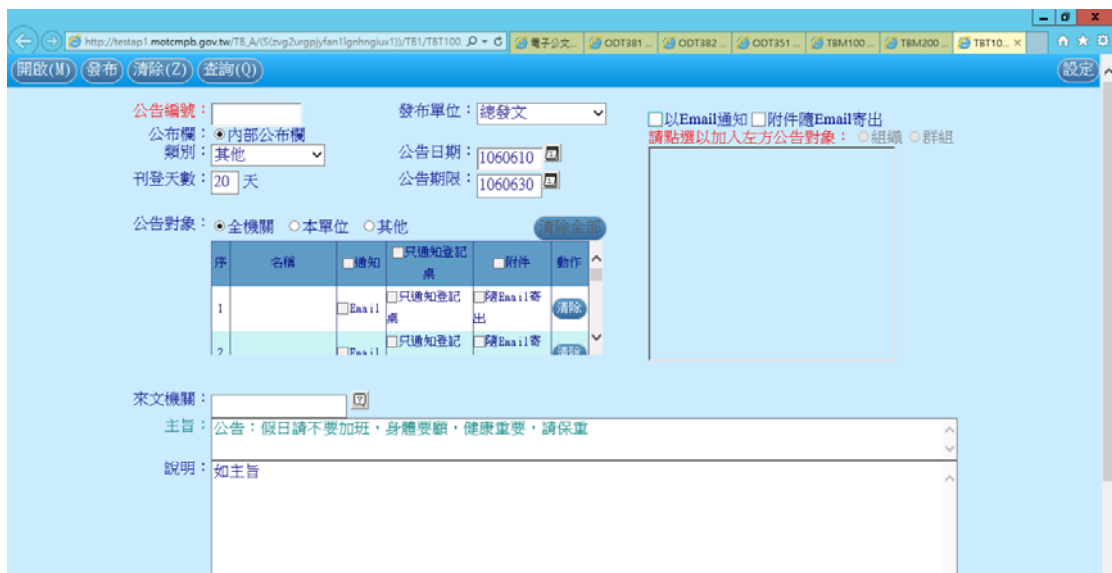 http://testap1.motcmpb.gov.tw/TB_A/(S(zvg2urgpjyfan1lgnhngiux1))/TB1/TBT100.
電子公文... ODT381 ... ODT382 ... ODT351 ... TBM100 ... TBM200 ... TBT10... ×
開啟(M) 發布 清除(Z) 查詢(Q) 設定
公告編號： 發布單位：總發文
□以Email通知 □附件隨Email寄出
公布欄：內部公布欄
請點選以加入左方公告對象： ○組織 ○群組
類別：其他 公告日期：1060610
刊登天數：20 天 公告期限：1060630
公告對象：全機關 ○本單位 ○其他 清除全部
序 名稱 □通知 □只通知登記桌 □附件 動作
1 □Email □只通知登記桌 □隨Email寄出 清除
2 □Email □只通知登記 □隨Email寄 清除
來文機關：
主旨：公告：假日請不要加班，身體要顧，健康重要，請保重
說明：如主旨